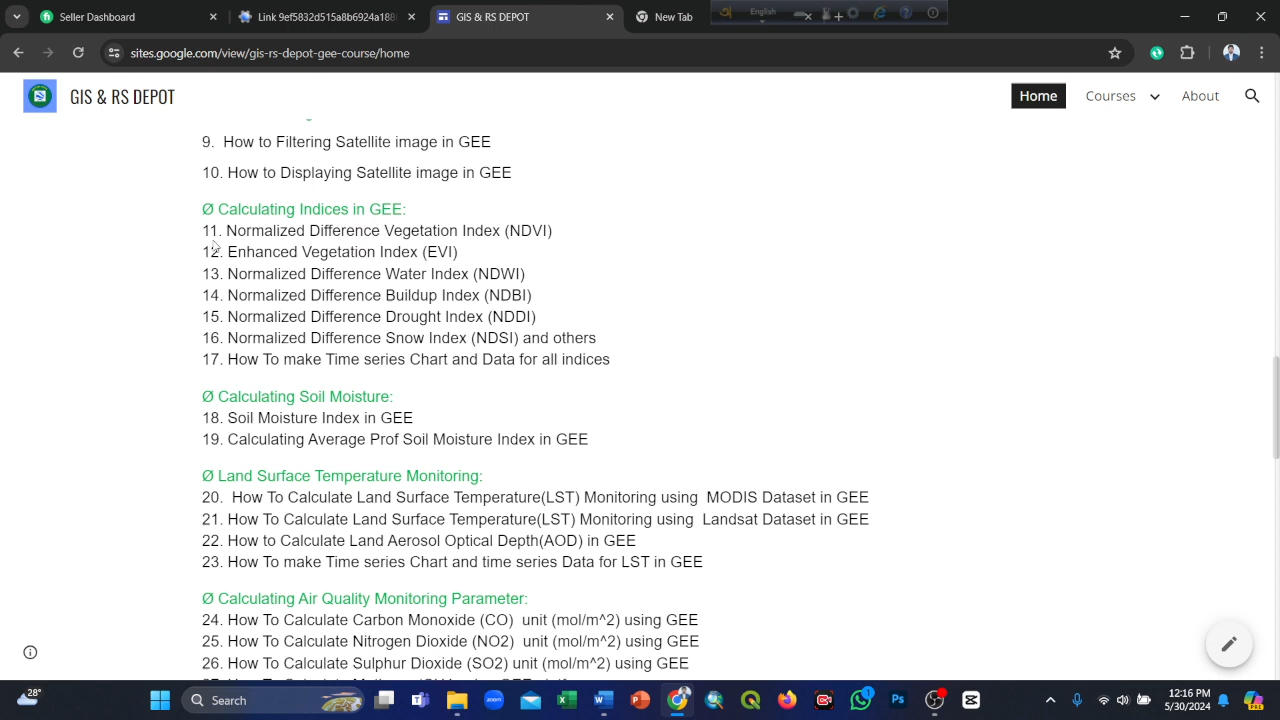 Seller Dashboard
Link 9ef5832d515a8b6924a188
GIS & RS DEPOT
New Tab
English
sites.google.com/view/gis-rs-depot-gee-course/home
GIS & RS DEPOT
Home
Courses
About
9. How to Filtering Satellite image in GEE
10. How to Displaying Satellite image in GEE
Ø Calculating Indices in GEE:
11. Normalized Difference Vegetation Index (NDVI)
12. Enhanced Vegetation Index (EVI)
13. Normalized Difference Water Index (NDWI)
14. Normalized Difference Buildup Index (NDBI)
15. Normalized Difference Drought Index (NDDI)
16. Normalized Difference Snow Index (NDSI) and others
17. How To make Time series Chart and Data for all indices
Ø Calculating Soil Moisture:
18. Soil Moisture Index in GEE
19. Calculating Average Prof Soil Moisture Index in GEE
Ø Land Surface Temperature Monitoring:
20. How To Calculate Land Surface Temperature(LST) Monitoring using MODIS Dataset in GEE
21. How To Calculate Land Surface Temperature(LST) Monitoring using Landsat Dataset in GEE
22. How to Calculate Land Aerosol Optical Depth(AOD) in GEE
23. How To make Time series Chart and time series Data for LST in GEE
Ø Calculating Air Quality Monitoring Parameter:
24. How To Calculate Carbon Monoxide (CO) unit (mol/m^2) using GEE
25. How To Calculate Nitrogen Dioxide (NO2) unit (mol/m^2) using GEE
26. How To Calculate Sulphur Dioxide (SO2) unit (mol/m^2) using GEE
28°
Search
12:16 PM
5/30/2024